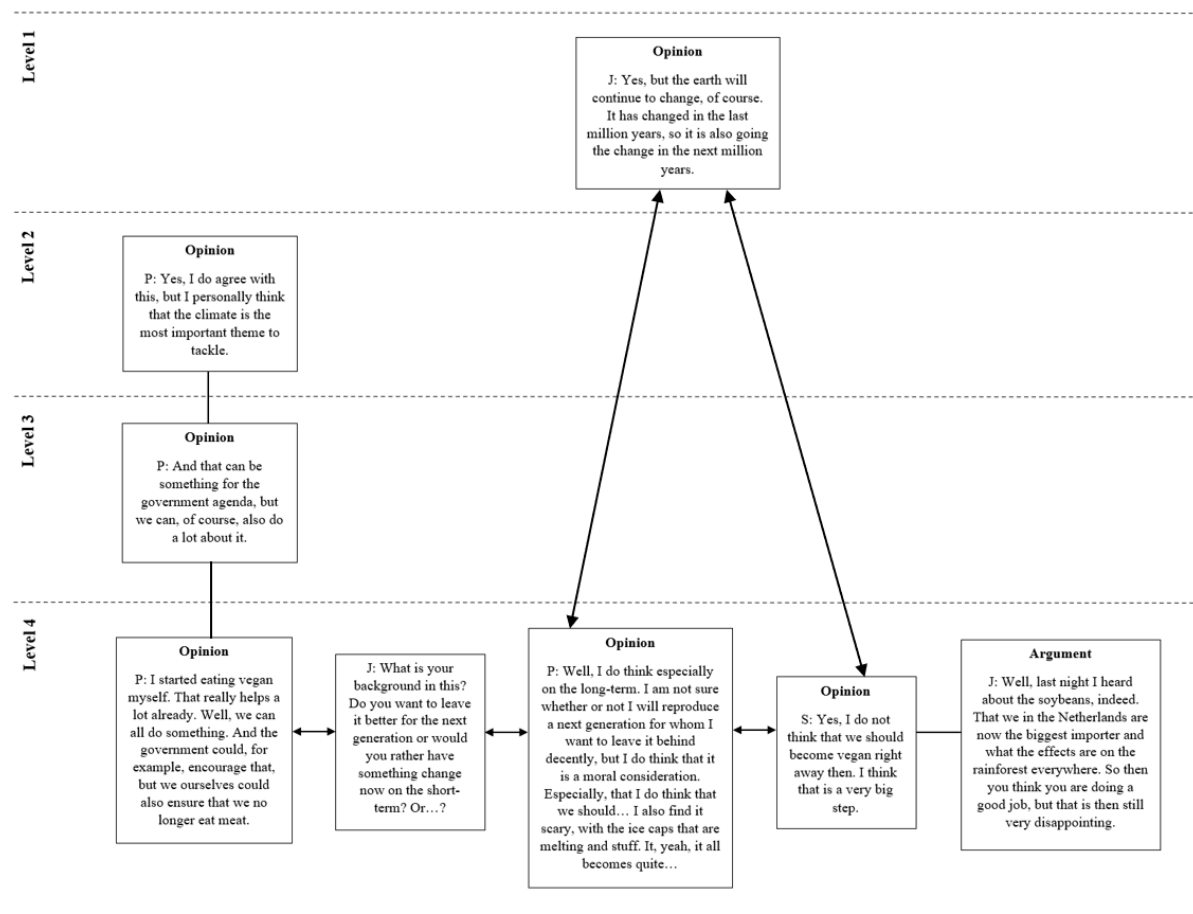 Level 1
Opinion
J: Yes, but the earth will
continue to change, of course.
It has changed in the last
million years, so it is also going
the change in the next million
years.
Level 2
Opinion
P: Yes, I do agree with
this, but I personally think
that the climate is the
most important theme to
tackle.
Level 3
Opinion
P: And that can be
something for the
government agenda, but
we can, of course, also do
a lot about it.
Level 4
Opinion
P: I started eating vegan
myself. That really helps a
lot already. Well, we can
all do something. And the
government could, for
example, encourage that,
but we ourselves could
also ensure that we no
longer eat meat.
J: What is your
background in this?
Do you want to leave
it better for the next
generation or would
you rather have
something change
now on the short-
term? Or…?
Opinion
P: Well, I do think especially
on the long-term. I am not sure
whether or not I will reproduce
a next generation for whom I
want to leave it behind
decently, but I do think that it
is a moral consideration.
Especially, that I do think that
we should… I also find it
scary, with the ice caps that are
melting and stuff. It, yeah, it all
becomes quite…
Opinion
S: Yes, I do not
think that we should
become vegan right
away then. I think
that is a very big
step.
Argument
J: Well, last night I heard
about the soybeans, indeed.
That we in the Netherlands are
now the biggest importer and
what the effects are on the
rainforest everywhere. So then
you think you are doing a
good job, but that is then still
very disappointing.